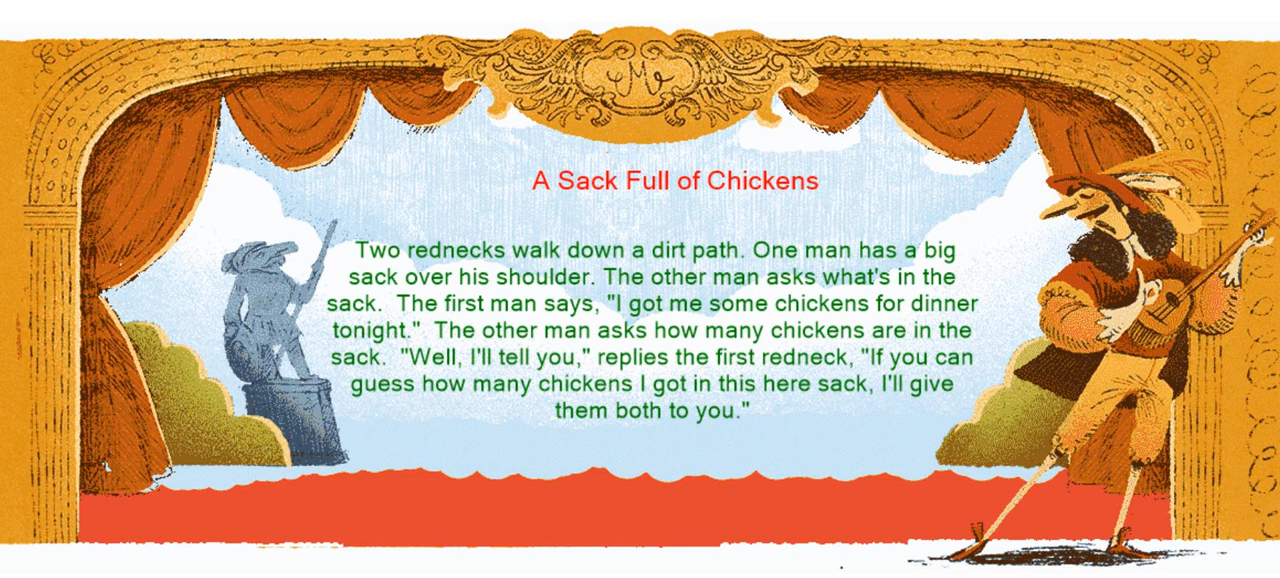 A Sack Full of Chickens
Two rednecks walk down a dirt path. One man has a big
sack over his shoulder. The other man asks what's in the
sack.  The first man says, "I got me some chickens for dinner
tonight."  The other man asks how many chickens are in the
sack.  "Well, I'll tell you," replies the first redneck, "If you can
guess how many chickens I got in this here sack, I'll give
them both to you."